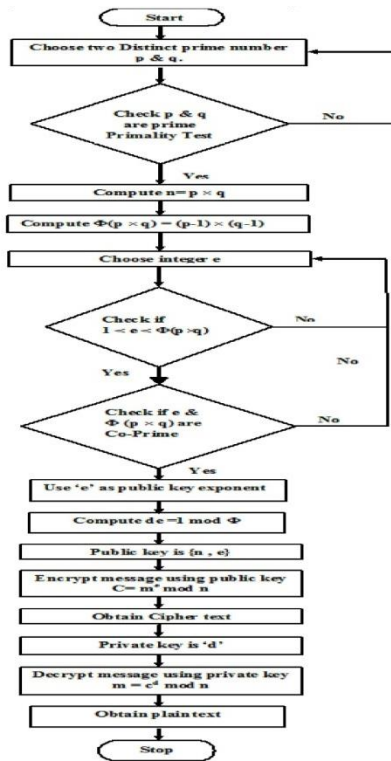 Start
Choose two Distinct prime number
p & q.
Check p & q
are prime
Primality Test
No
Yes
Compute n= p × q
Compute Φ(p × q) = (p-1) × (q-1)
Choose integer e
Check if
1 < e < Φ(p×q)
No
No
Yes
Check if e &
Φ (p × q) are
Co-Prime
No
Yes
Use ‘e’ as public key exponent
Compute de =1 mod Φ
Public key is {n , e}
Encrypt message using public key
C= mᵉ mod n
Obtain Cipher text
Private key is ‘d’
Decrypt message using private key
m = cᵈ mod n
Obtain plain text
Stop